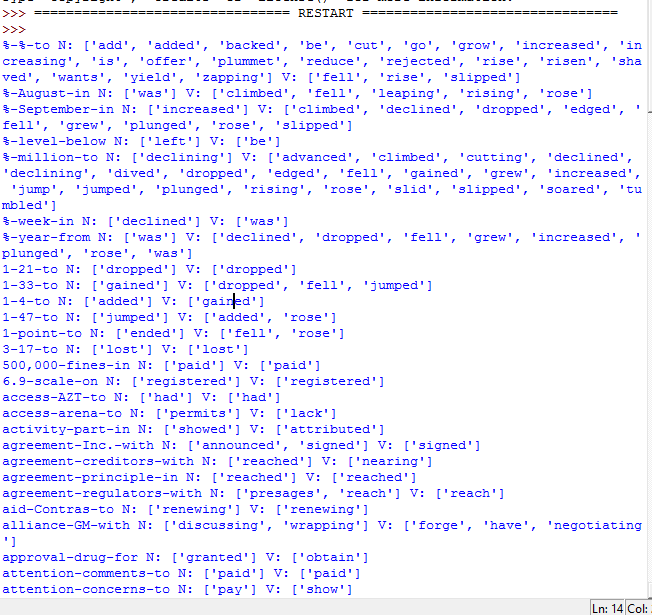 >>> ================================ RESTART ================================
>>>
%-%-to N: ['add', 'added', 'backed', 'be', 'cut', 'go', 'grow', 'increased', 'in
creasing', 'is', 'offer', 'plummet', 'reduce', 'rejected', 'rise', 'risen', 'sha
ved', 'wants', 'yield', 'zapping'] V: ['fell', 'rise', 'slipped']
%-August-in N: ['was'] V: ['climbed', 'fell', 'leaping', 'rising', 'rose']
%-September-in N: ['increased'] V: ['climbed', 'declined', 'dropped', 'edged', '
fell', 'grew', 'plunged', 'rose', 'slipped']
%-level-below N: ['left'] V: ['be']
%-million-to N: ['declining'] V: ['advanced', 'climbed', 'cutting', 'declined',
'declining', 'dived', 'dropped', 'edged', 'fell', 'gained', 'grew', 'increased',
 'jump', 'jumped', 'plunged', 'rising', 'rose', 'slid', 'slipped', 'soared', 'tu
mbled']
%-week-in N: ['declined'] V: ['was']
%-year-from N: ['was'] V: ['declined', 'dropped', 'fell', 'grew', 'increased', '
plunged', 'rose', 'was']
1-21-to N: ['dropped'] V: ['dropped']
1-33-to N: ['gained'] V: ['dropped', 'fell', 'jumped']
1-4-to N: ['added'] V: ['gained']
1-47-to N: ['jumped'] V: ['added', 'rose']
1-point-to N: ['ended'] V: ['fell', 'rose']
3-17-to N: ['lost'] V: ['lost']
500,000-fines-in N: ['paid'] V: ['paid']
6.9-scale-on N: ['registered'] V: ['registered']
access-AZT-to N: ['had'] V: ['had']
access-arena-to N: ['permits'] V: ['lack']
activity-part-in N: ['showed'] V: ['attributed']
agreement-Inc.-with N: ['announced', 'signed'] V: ['signed']
agreement-creditors-with N: ['reached'] V: ['nearing']
agreement-principle-in N: ['reached'] V: ['reached']
agreement-regulators-with N: ['presages', 'reach'] V: ['reach']
aid-Contras-to N: ['renewing'] V: ['renewing']
alliance-GM-with N: ['discussing', 'wrapping'] V: ['forge', 'have', 'negotiating
']
approval-drug-for N: ['granted'] V: ['obtain']
attention-comments-to N: ['paid'] V: ['paid']
attention-concerns-to N: ['pay'] V: ['show']
Ln: 14 Col: